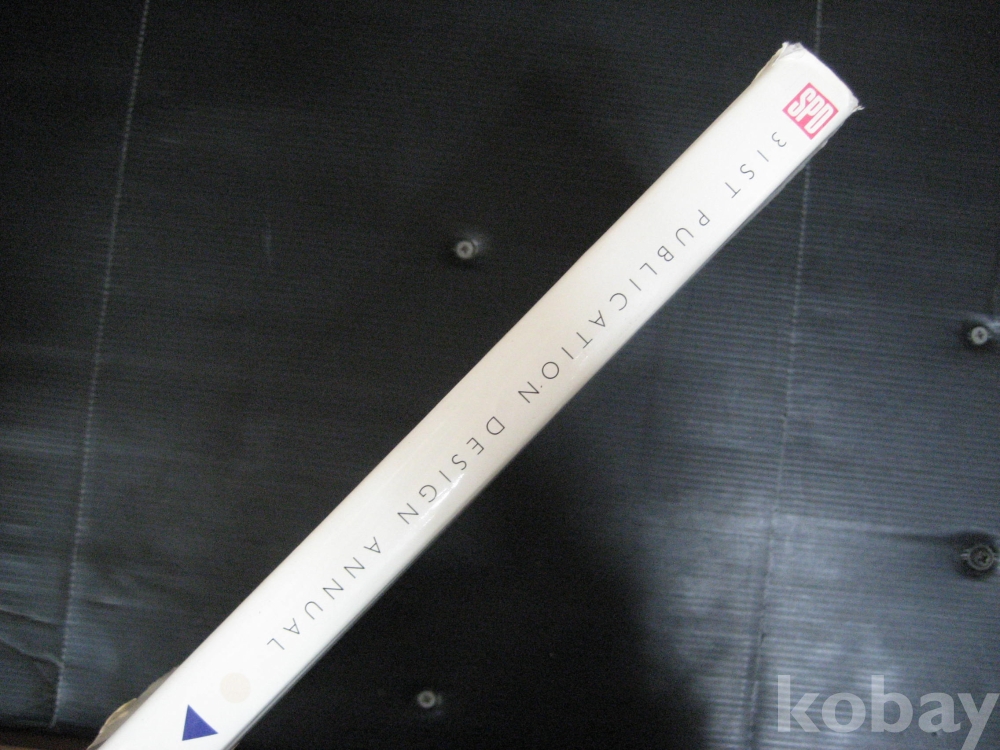 SPD
31ST PUBLICATION DESIGN ANNUAL
kobay